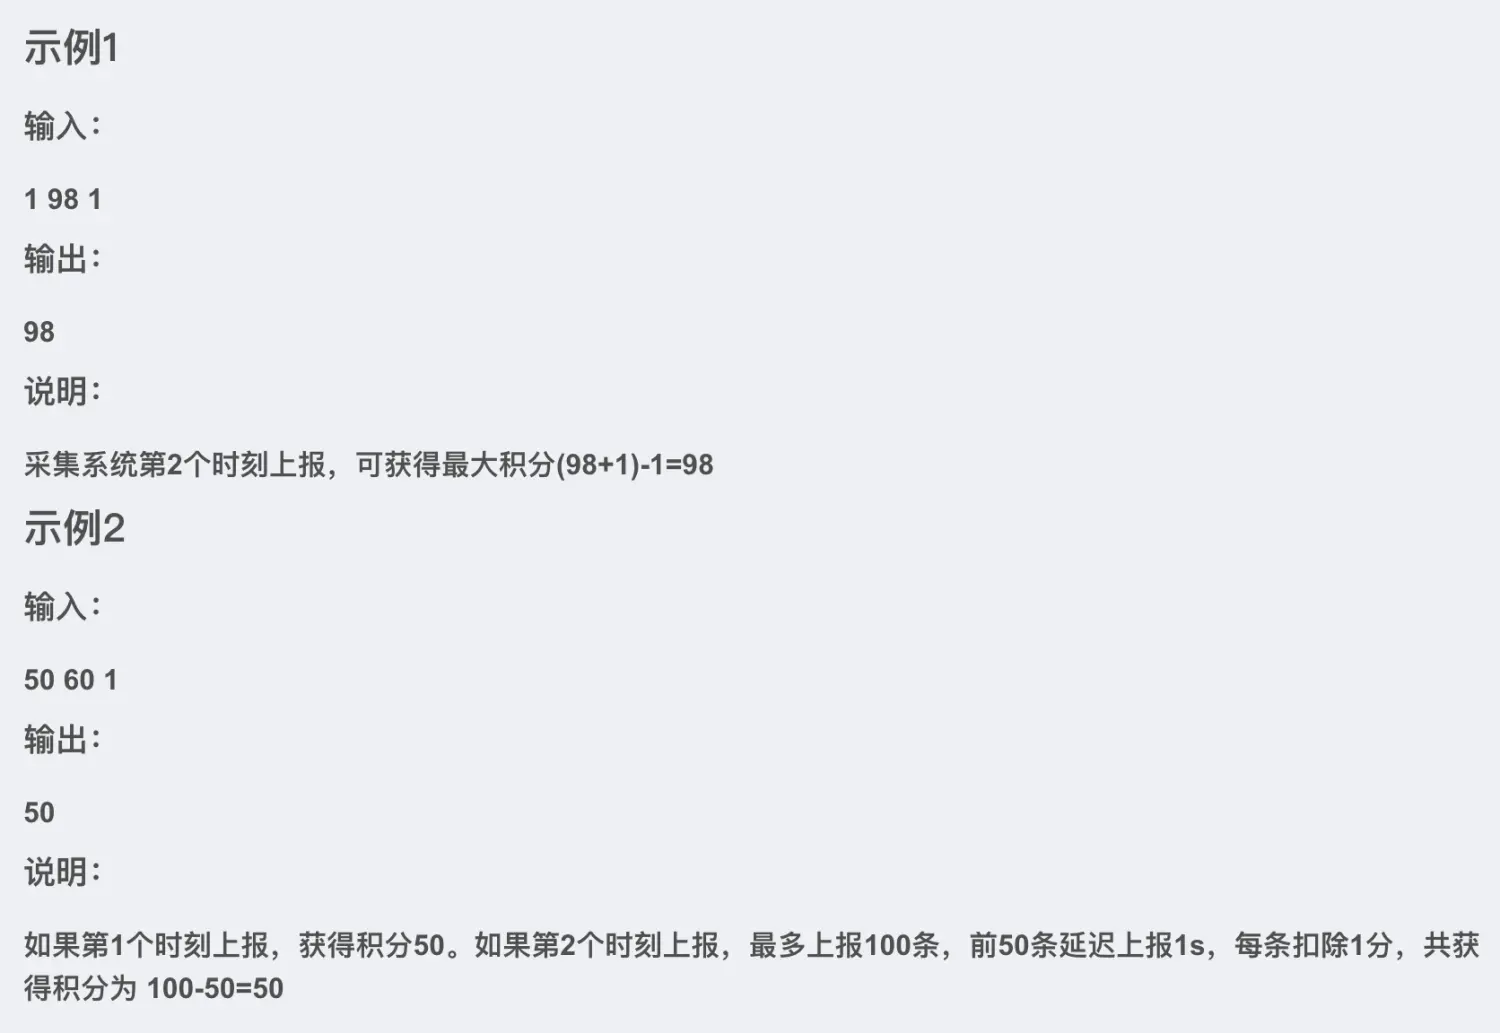 示例1
输入：
1 98 1
输出：
98
说明：
采集系统第2个时刻上报，可获得最大积分(98+1)-1=98
示例2
输入：
50 60 1
输出：
50
说明：
如果第1个时刻上报，获得积分50。如果第2个时刻上报，最多上报100条，前50条延迟上报1s，每条扣除1分，共获
得积分为 100-50=50